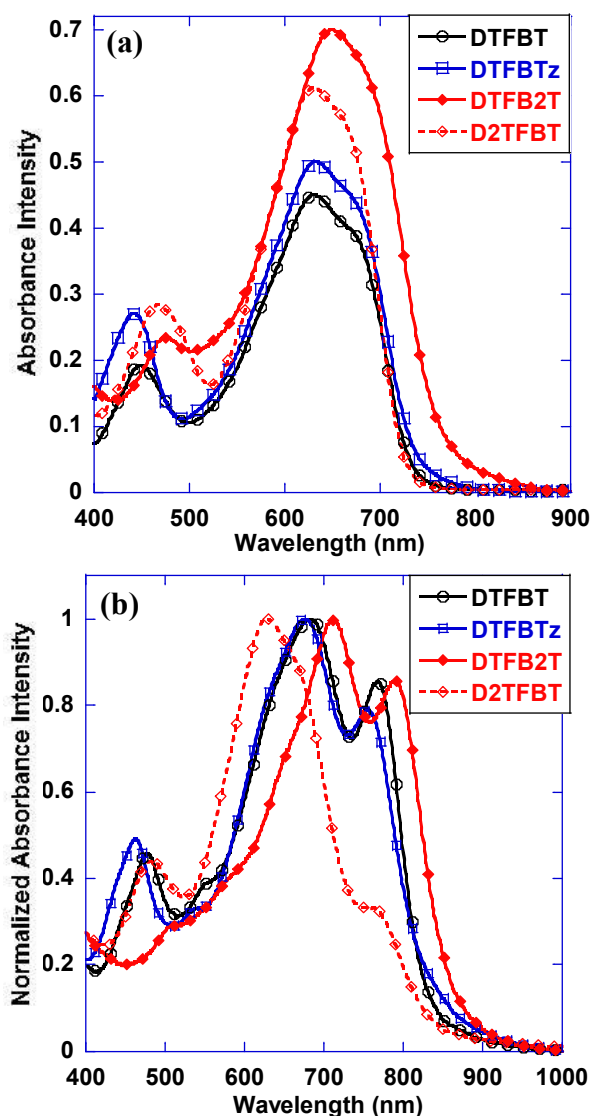 (a)
DTFBT
DTFBTz
DTFB2T
D2TFBT
Absorbance Intensity
0.7
0.6
0.5
0.4
0.3
0.2
0.1
0
400 500 600 700 800 900
Wavelength (nm)
(b)
DTFBT
DTFBTz
DTFB2T
D2TFBT
Normalized Absorbance Intensity
1
0.8
0.6
0.4
0.2
0
400 500 600 700 800 900 1000
Wavelength (nm)